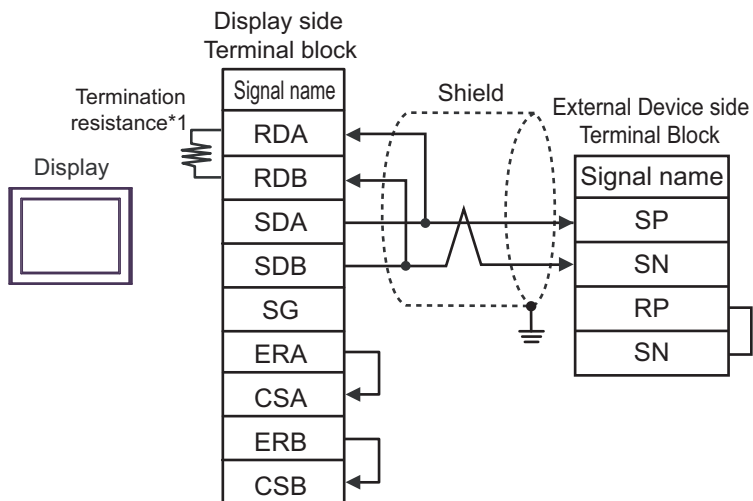 Display side
Terminal block
Termination
resistance*1
Display
Signal name
RDA
RDB
SDA
SDB
SG
ERA
CSA
ERB
CSB
Shield
External Device side
Terminal Block
Signal name
SP
SN
RP
SN